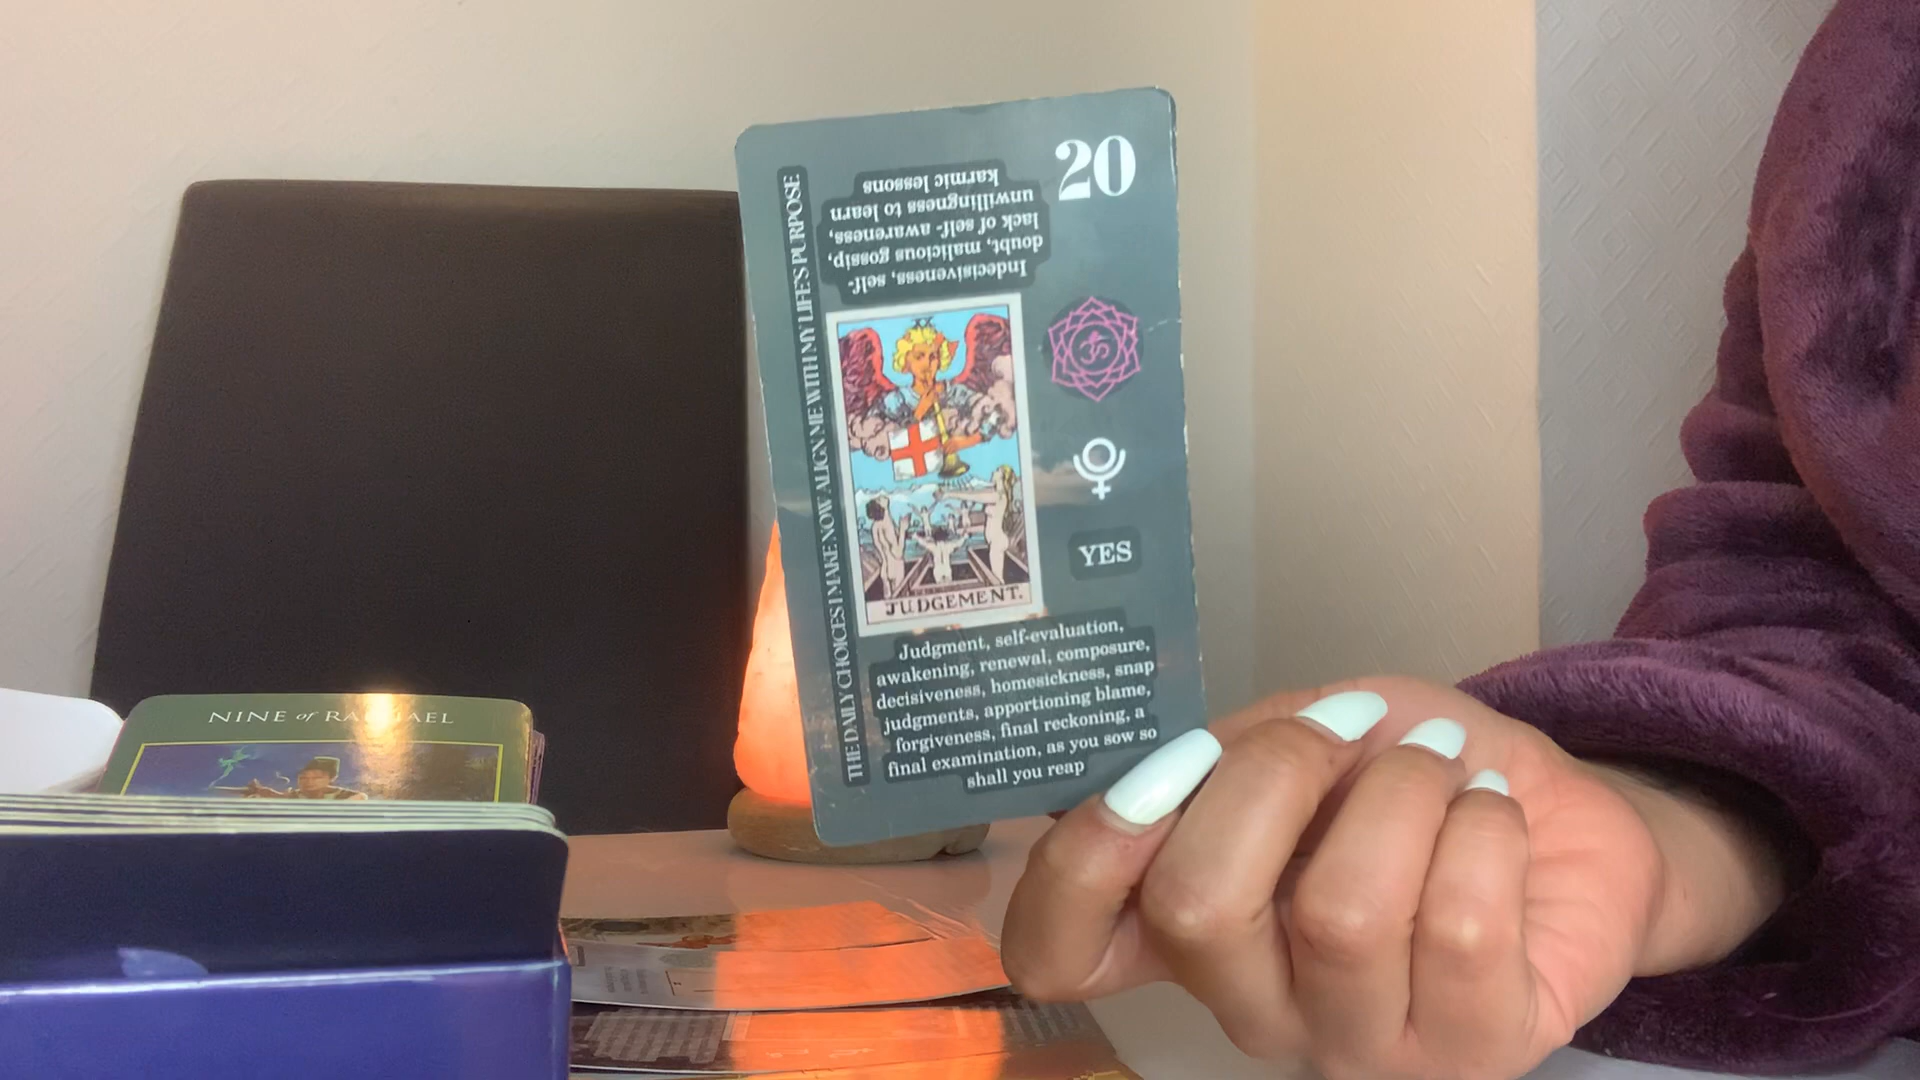 20
THE DAILY CHOICES I MAKE NOW ALIGN ME WITH MY LIFE'S PURPOSE
Indecisiveness, self-
doubt, malicious gossip,
lack of self- awareness,
unwillingness to learn
karmic lessons
XX
JUDGEMENT.
YES
Judgment, self-evaluation,
awakening, renewal, composure,
decisiveness, homesickness, snap
judgments, apportioning blame,
forgiveness, final reckoning, a
final examination, as you sow so
shall you reap
NINE of RAPHAEL